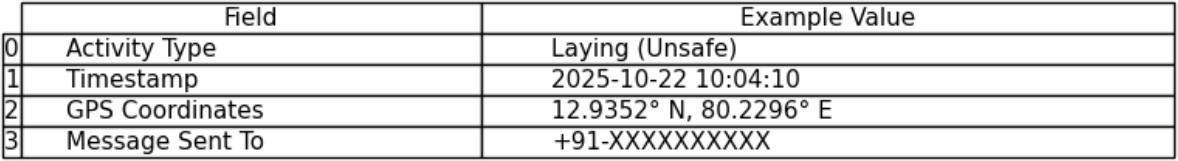 Field Example Value
0 Activity Type Laying (Unsafe)
1 Timestamp 2025-10-22 10:04:10
2 GPS Coordinates 12.9352° N, 80.2296° E
3 Message Sent To +91-XXXXXXXXXX